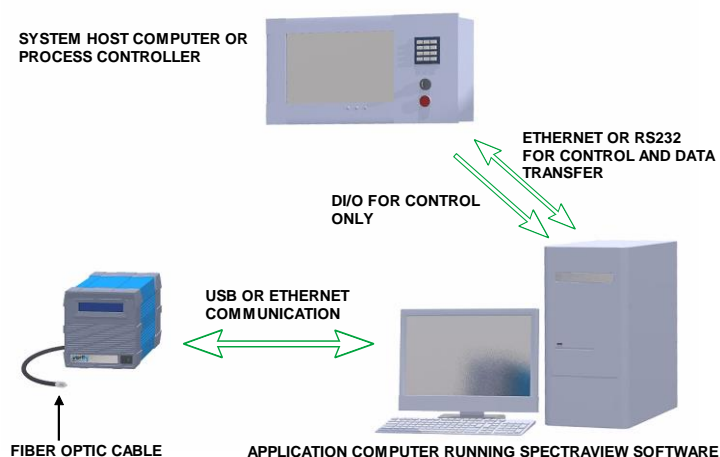 SYSTEM HOST COMPUTER OR
PROCESS CONTROLLER
ETHERNET OR RS232
FOR CONTROL AND DATA
TRANSFER
DI/O FOR CONTROL
ONLY
USB OR ETHERNET
COMMUNICATION
FIBER OPTIC CABLE
APPLICATION COMPUTER RUNNING SPECTRAVIEW SOFTWARE